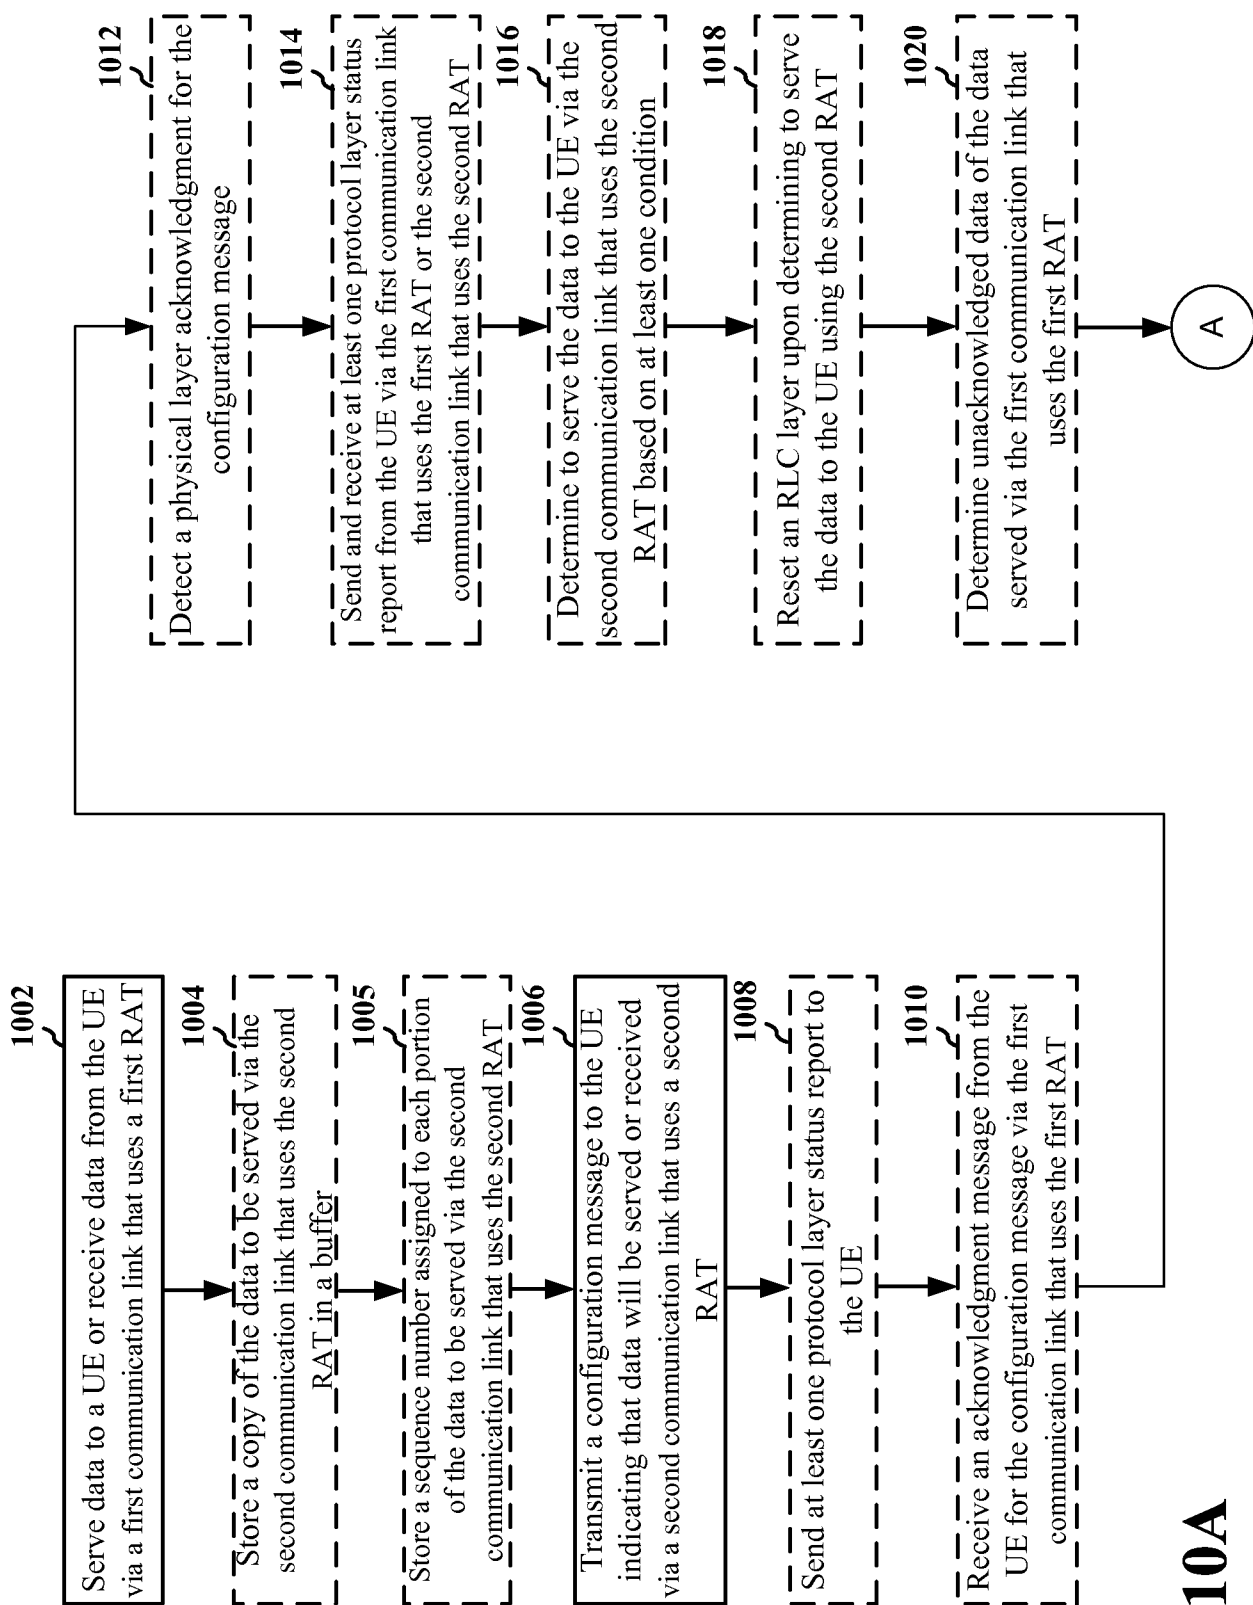 1002
Serve data to a UE or receive data from the UE
via a first communication link that uses a first RAT
1004
Store a copy of the data to be served via the
second communication link that uses the second
RAT in a buffer
1005
Store a sequence number assigned to each portion
of the data to be served via the second
communication link that uses the second RAT
1006
Transmit a configuration message to the UE
indicating that data will be served or received
via a second communication link that uses a second
RAT
1008
Send at least one protocol layer status report to
the UE
1010
Receive an acknowledgment message from the
UE for the configuration message via the first
communication link that uses the first RAT
1012
Detect a physical layer acknowledgment for the
configuration message
1014
Send and receive at least one protocol layer status
report from the UE via the first communication link
that uses the first RAT or the second
communication link that uses the second RAT
1016
Determine to serve the data to the UE via the
second communication link that uses the second
RAT based on at least one condition
1018
Reset an RLC layer upon determining to serve
the data to the UE using the second RAT
1020
Determine unacknowledged data of the data
served via the first communication link that
uses the first RAT
A
10A